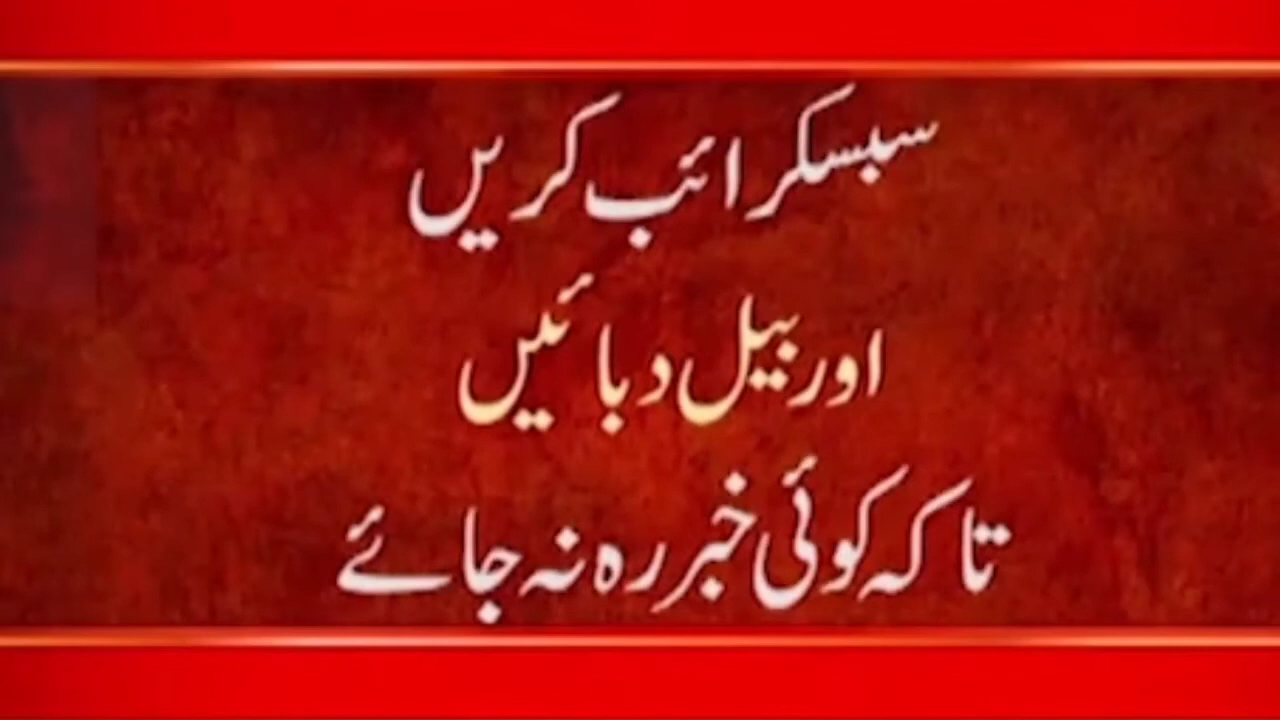 سبسکرائب کریں
اور بیل دبائیں
تاکہ کوئی خبر رہ نہ جائے